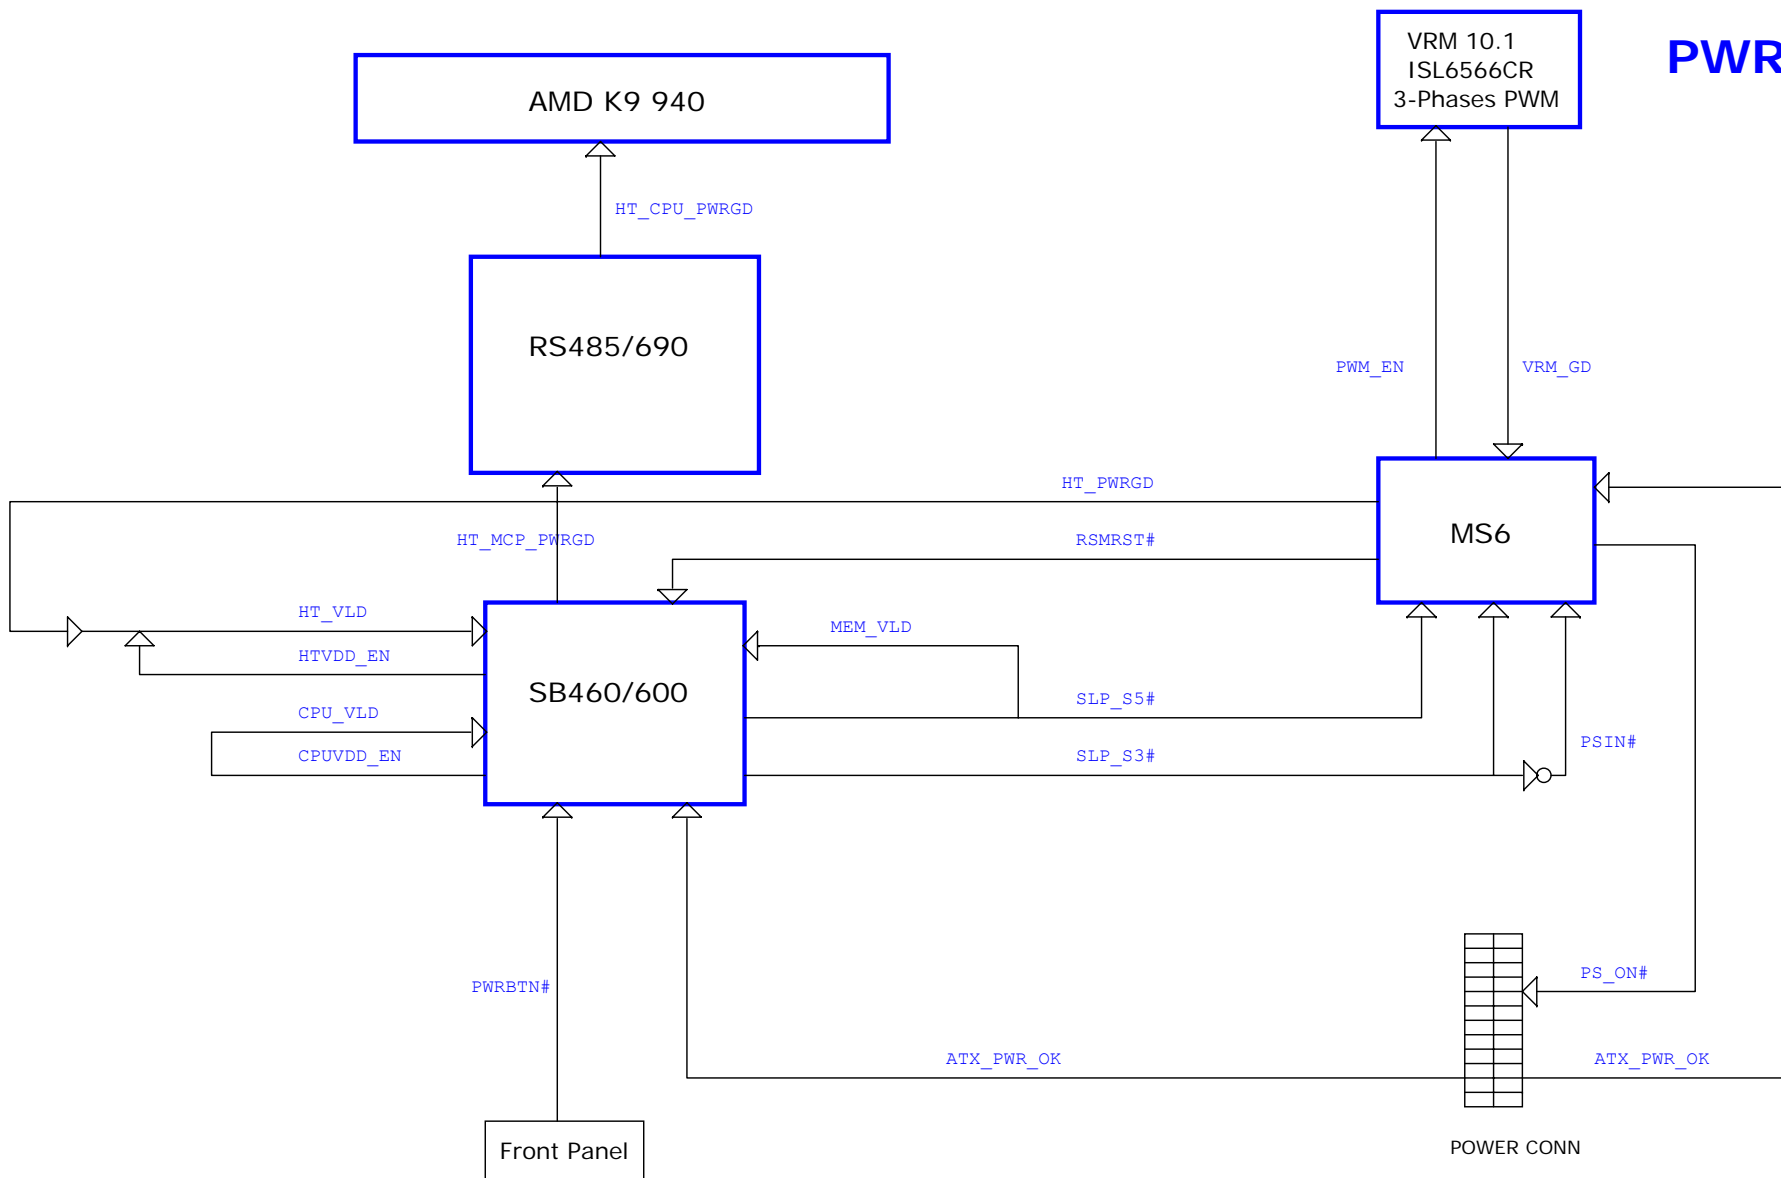 VRM 10.1
ISL6566CR
3-Phases PWM
PWR
AMD K9 940
HT_CPU_PWRGD
RS485/690
PWM_EN
VRM_GD
HT_PWRGD
HT_MCP_PWRGD
RSMRST#
MS6
HT_VLD
MEM_VLD
HTVDD_EN
SB460/600
SLP_S5#
CPU_VLD
PSIN#
CPUVDD_EN
SLP_S3#
PWRBTN#
PS_ON#
ATX_PWR_OK
ATX_PWR_OK
Front Panel
POWER CONN